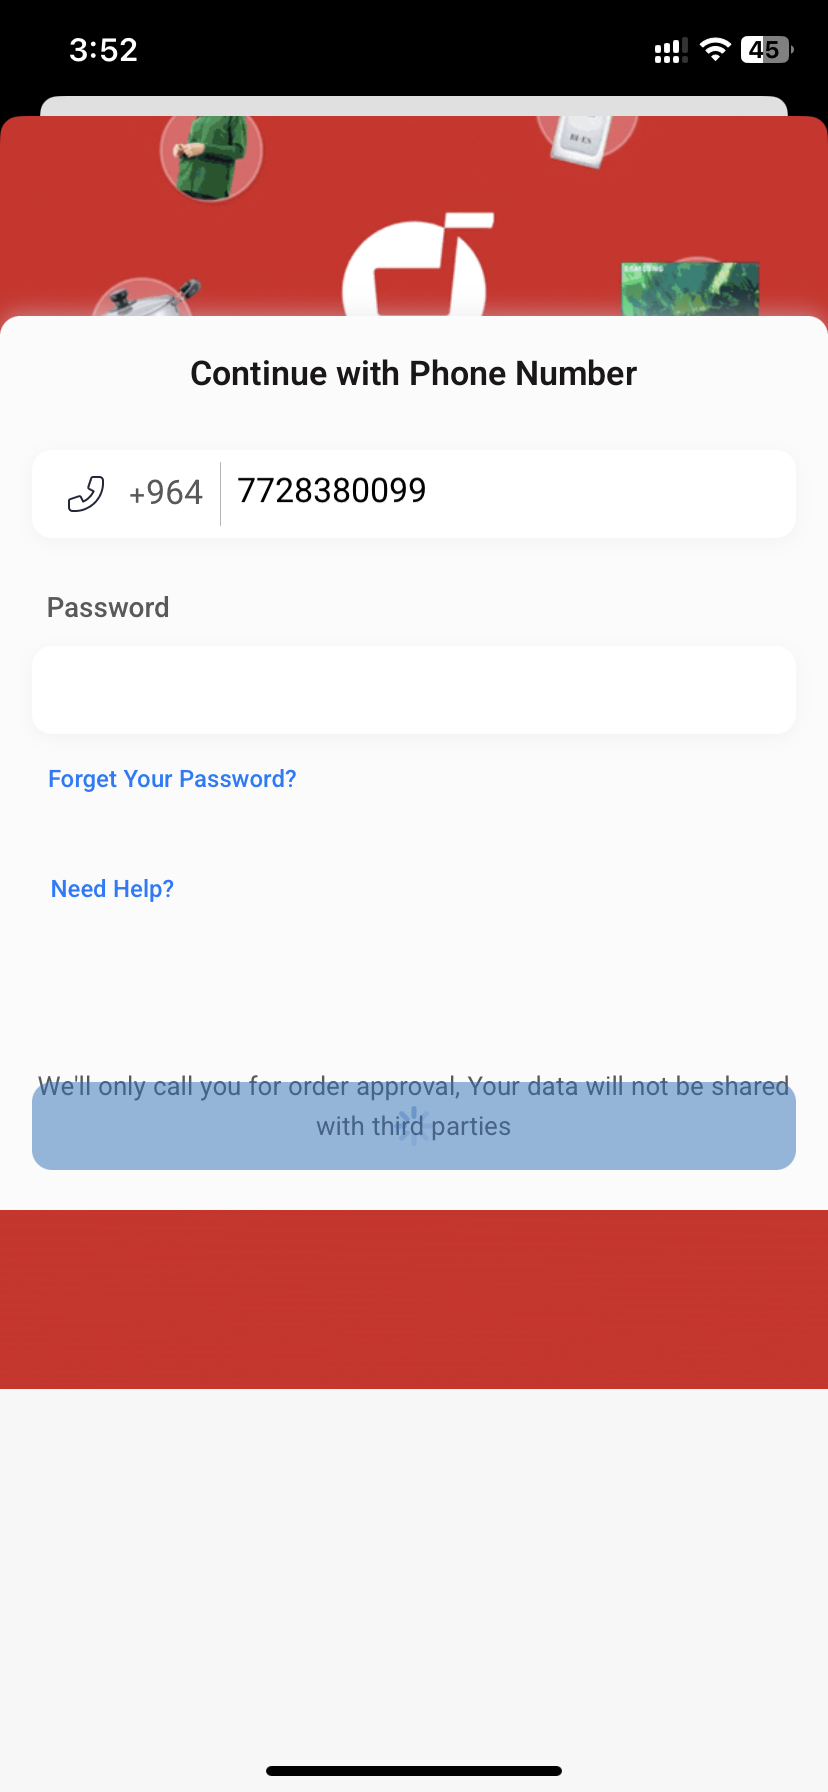 3:52
45
SAMSUNG
Continue with Phone Number
+964 7728380099
Password
Forget Your Password?
Need Help?
We'll only call you for order approval, Your data will not be shared
with third parties